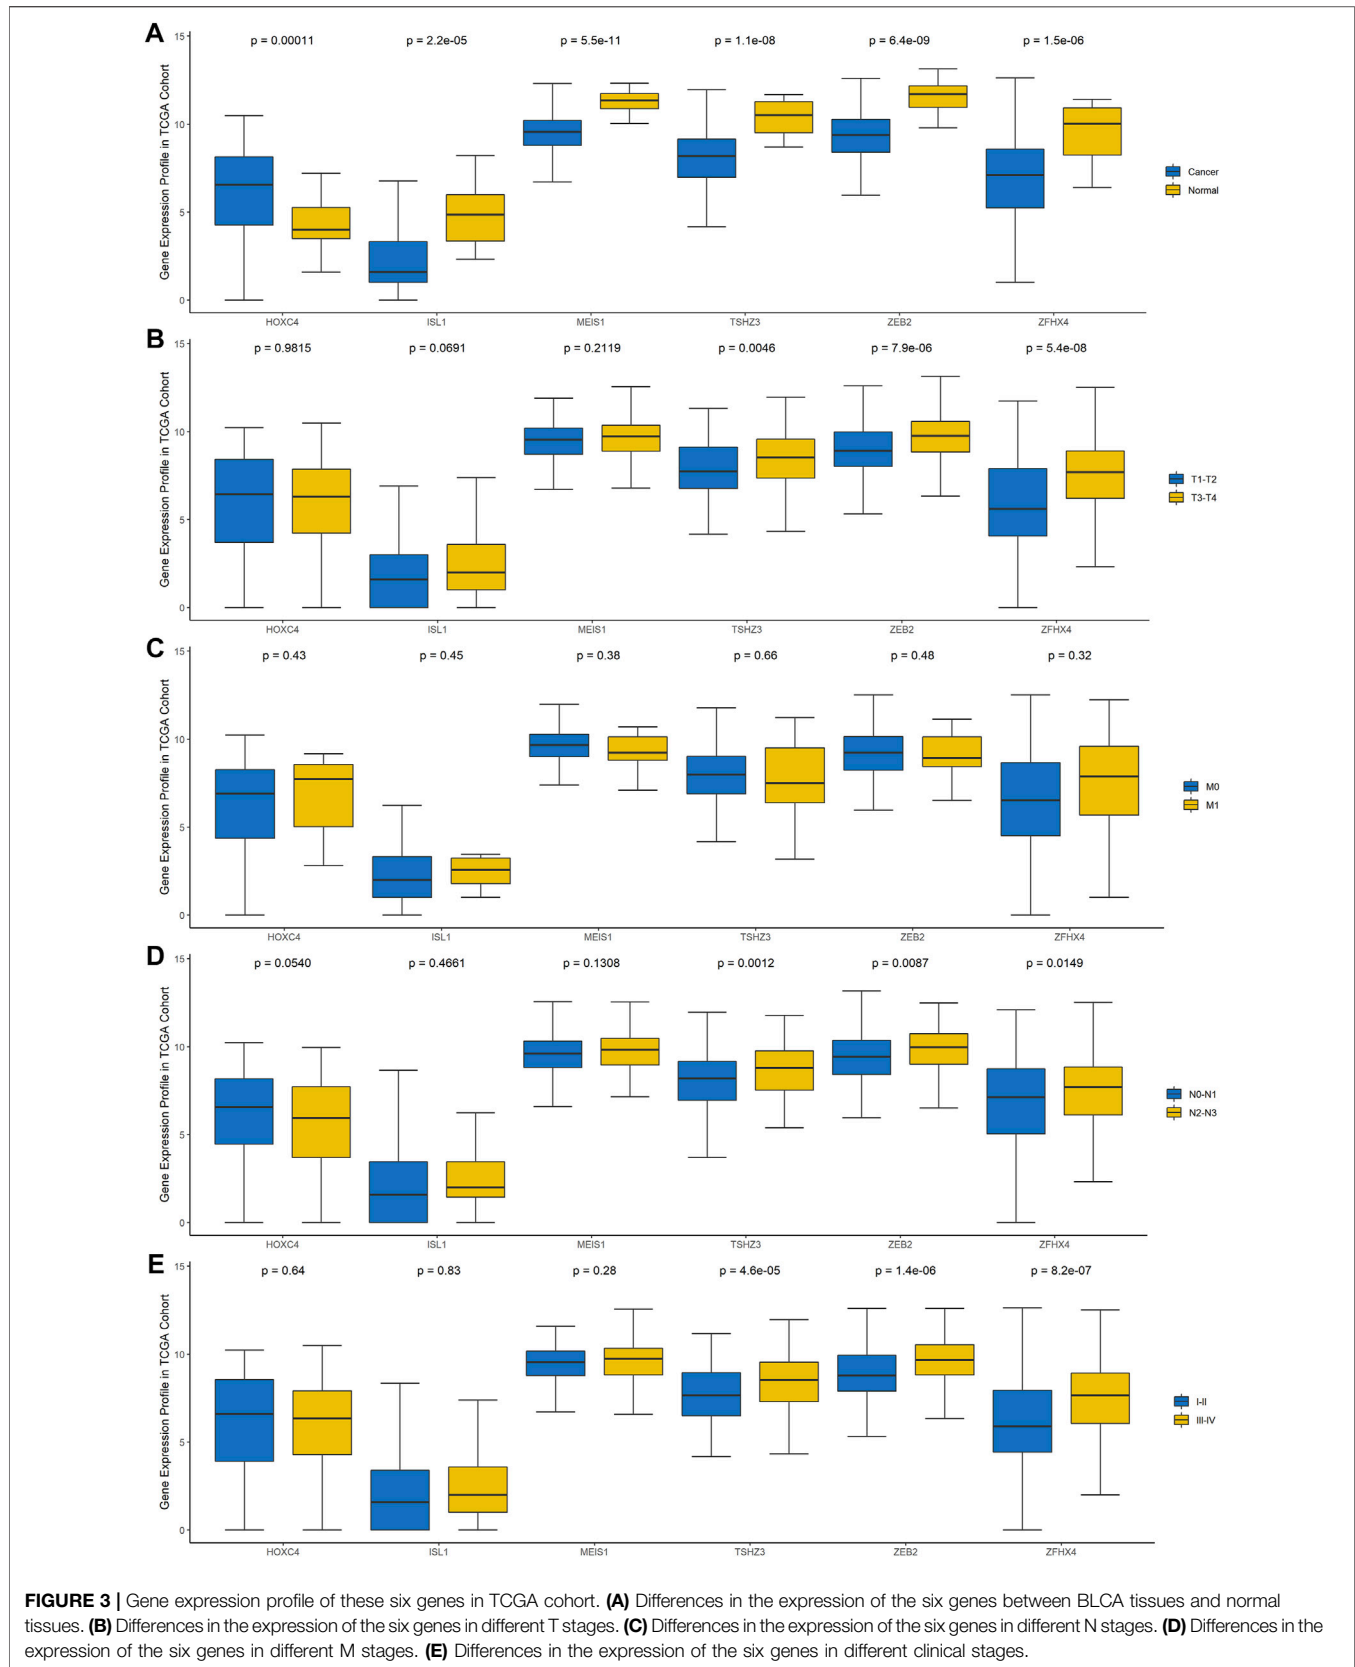 A
p = 0.00011 p = 2.2e-05 p = 5.5e-11 p = 1.1e-08 p = 6.4e-09 p = 1.5e-06
Gene Expression Profile in TCGA Cohort
15
10
5
0
Cancer
Normal
HOXC4 ISL1 MEIS1 TSHZ3 ZEB2 ZFHX4
B
p = 0.9815 p = 0.0691 p = 0.2119 p = 0.0046 p = 7.9e-06 p = 5.4e-08
Gene Expression Profile in TCGA Cohort
15
10
5
0
T1-T2
T3-T4
HOXC4 ISL1 MEIS1 TSHZ3 ZEB2 ZFHX4
C
p = 0.43 p = 0.45 p = 0.38 p = 0.66 p = 0.48 p = 0.32
Gene Expression Profile in TCGA Cohort
15
10
5
0
M0
M1
HOXC4 ISL1 MEIS1 TSHZ3 ZEB2 ZFHX4
D
p = 0.0540 p = 0.4661 p = 0.1308 p = 0.0012 p = 0.0087 p = 0.0149
Gene Expression Profile in TCGA Cohort
15
10
5
0
N0-N1
N2-N3
HOXC4 ISL1 MEIS1 TSHZ3 ZEB2 ZFHX4
E
p = 0.64 p = 0.83 p = 0.28 p = 4.6e-05 p = 1.4e-06 p = 8.2e-07
Gene Expression Profile in TCGA Cohort
15
10
5
0
I-II
III-IV
HOXC4 ISL1 MEIS1 TSHZ3 ZEB2 ZFHX4
FIGURE 3 | Gene expression profile of these six genes in TCGA cohort. (A) Differences in the expression of the six genes between BLCA tissues and normal
tissues. (B) Differences in the expression of the six genes in different T stages. (C) Differences in the expression of the six genes in different N stages. (D) Differences in the
expression of the six genes in different M stages. (E) Differences in the expression of the six genes in different clinical stages.